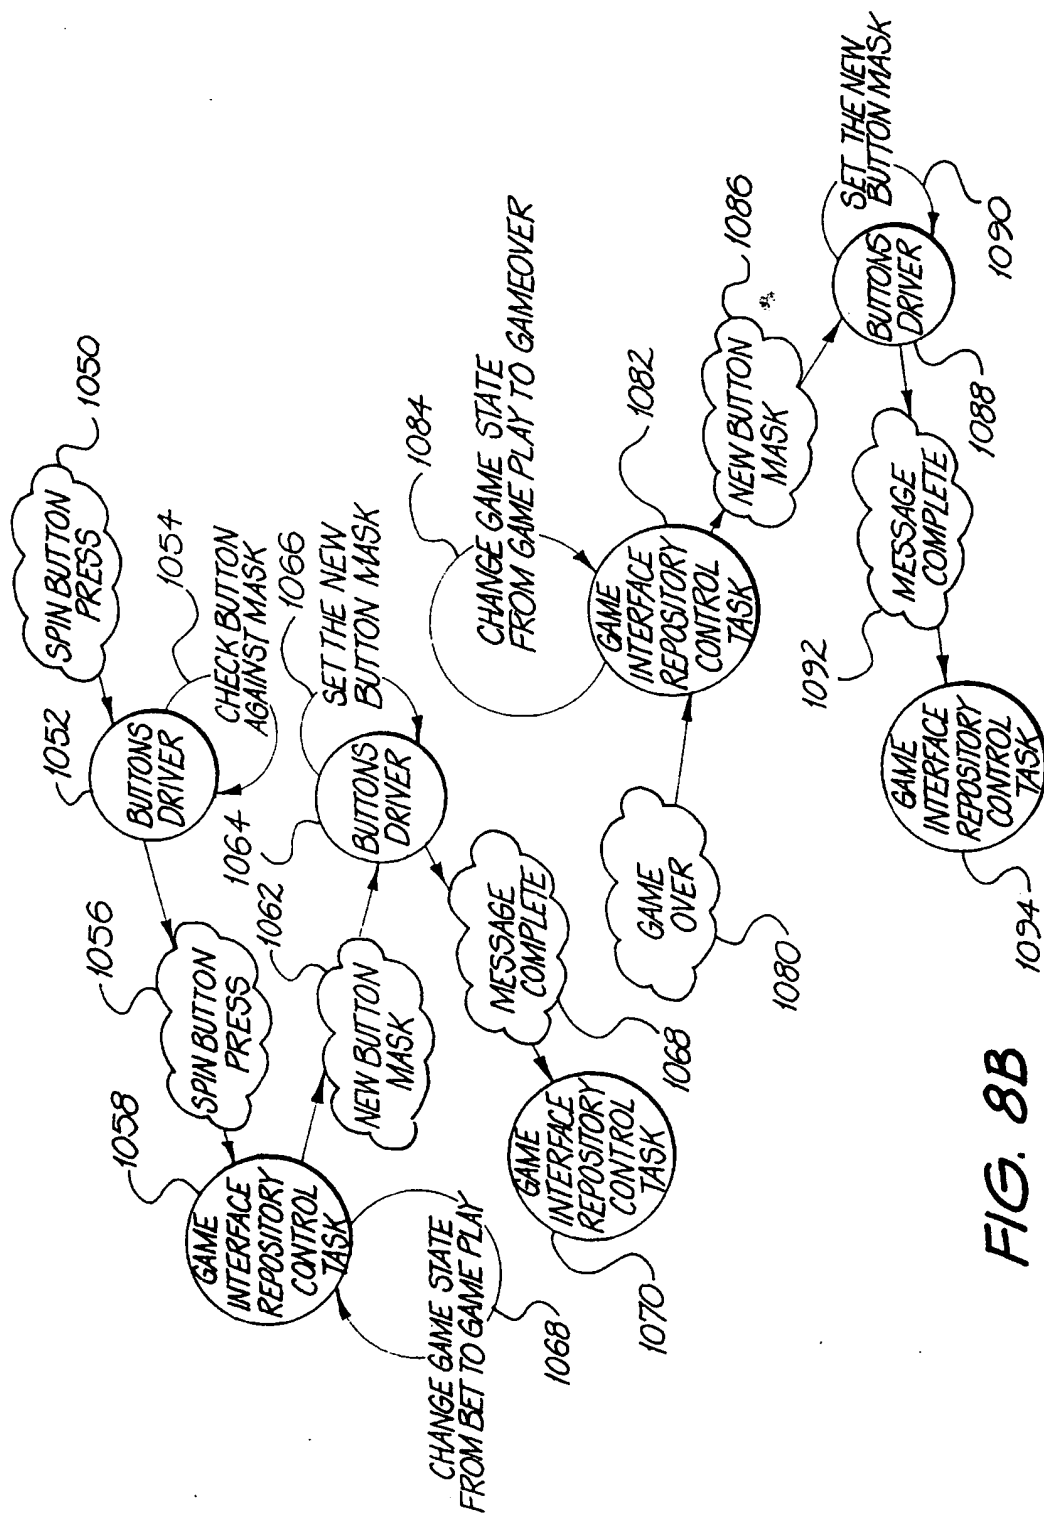 SPIN BUTTON
PRESS
1050
1052
BUTTONS
DRIVER
1054
CHECK BUTTON
AGAINST MASK
1056
SPIN BUTTON
PRESS
1058
GAME
INTERFACE
REPOSITORY
CONTROL
TASK
CHANGE GAME STATE
FROM BET TO GAME PLAY
1068
1062
NEW BUTTON
MASK
1064
BUTTONS
DRIVER
1066
SET THE NEW
BUTTON MASK
MESSAGE
COMPLETE
1068
GAME
INTERFACE
REPOSITORY
CONTROL
TASK
1070
GAME
OVER
1080
GAME
INTERFACE
REPOSITORY
CONTROL
TASK
1082
1084
CHANGE GAME STATE
FROM GAME PLAY TO GAMEOVER
NEW BUTTON
MASK
1086
BUTTONS
DRIVER
1088
SET THE NEW
BUTTON MASK
1090
MESSAGE
COMPLETE
1092
GAME
INTERFACE
REPOSITORY
CONTROL
TASK
1094
FIG. 8B